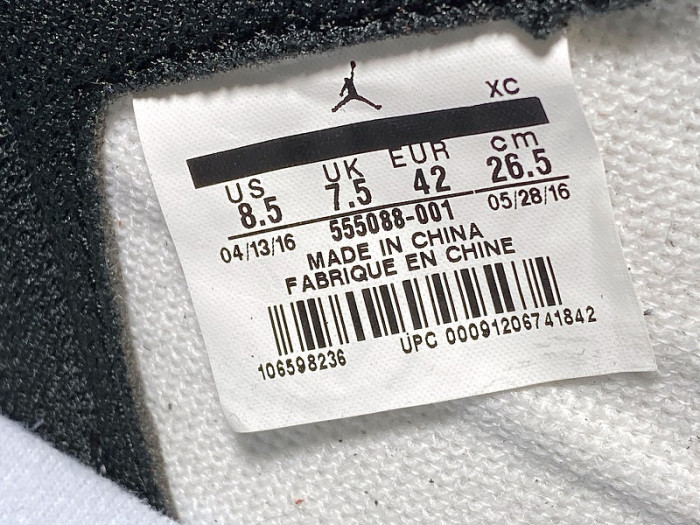 XC
US UK EUR cm
8.5 7.5 42 26.5
04/13/16 555088-001 05/28/16
MADE IN CHINA
FABRIQUE EN CHINE
106598236 UPC 00091206741842